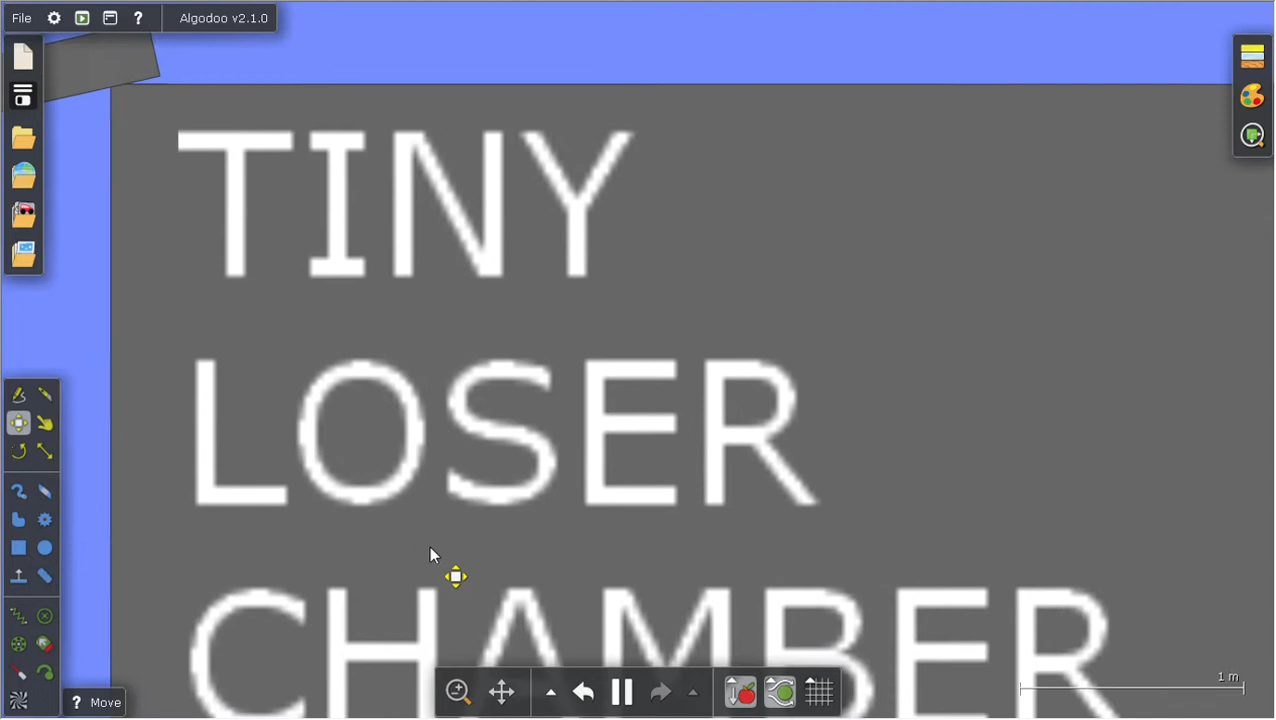 File Algodoo v2.1.0
TINY
LOSER
CHAMBER
1 m
? Move